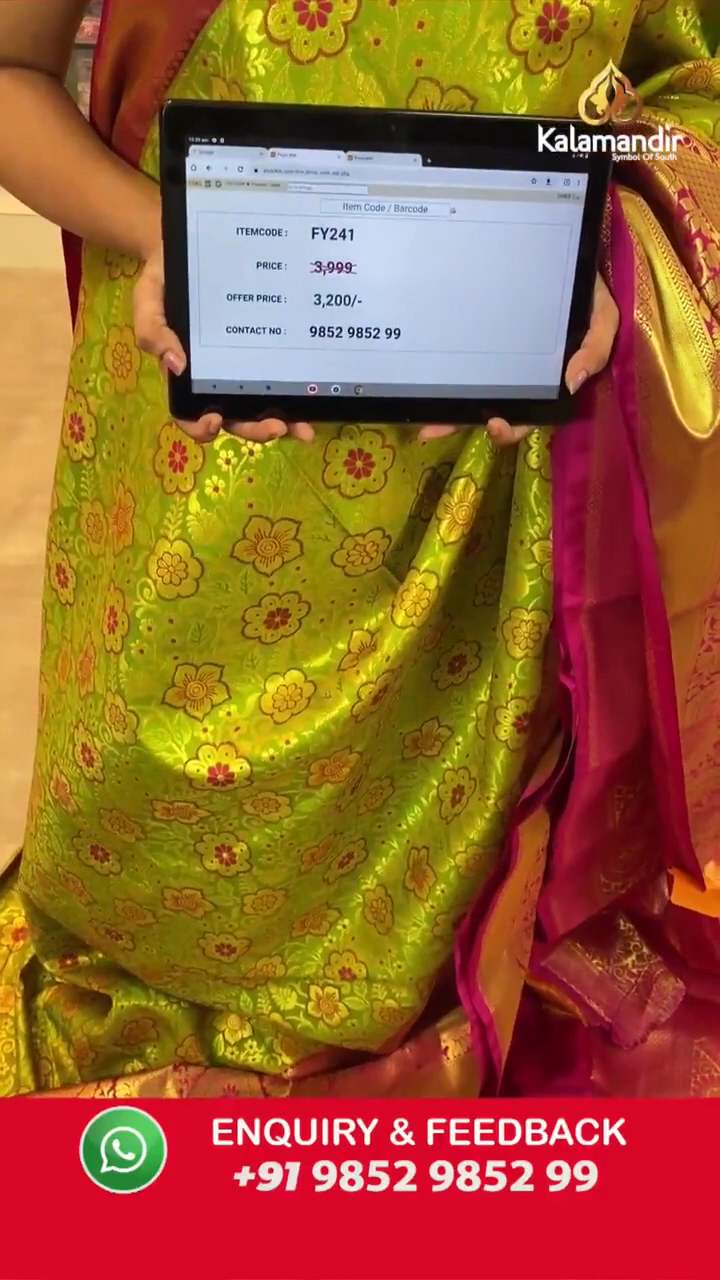 Kalamandir
Symbol Of South
Item Code / Barcode
ITEMCODE : FY241
PRICE : 3,999
OFFER PRICE : 3,200/-
CONTACT NO : 9852 9852 99
ENQUIRY & FEEDBACK
+91 9852 9852 99